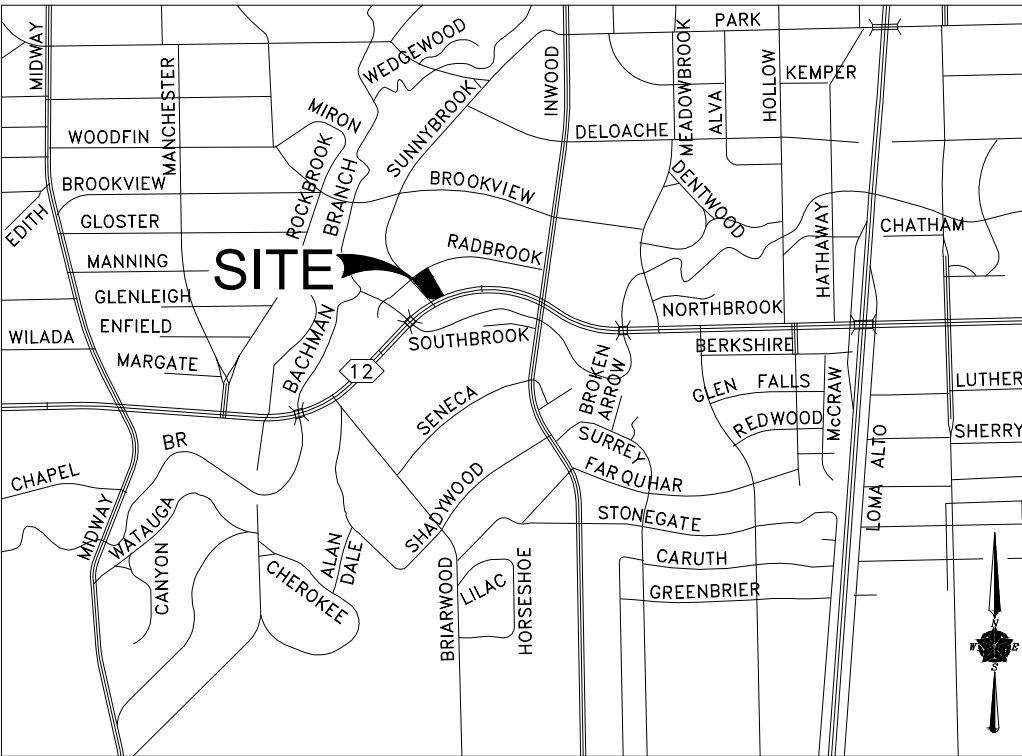 PARK
MIDWAY
WEDGEWOOD
INWOOD
MEADOWBROOK
HOLLOW
KEMPER
MANCHESTER
ALVA
MIRON
SUNNYBROOK
WOODFIN
DELOACHE
ROCKBROOK
BRANCH
BROOKVIEW
BROOKVIEW
DENTWOOD
EDITH
GLOSTER
HATHAWAY
CHATHAM
RADBROOK
MANNING
SITE
GLENLEIGH
NORTHBROOK
ENFIELD
WILADA
SOUTHBROOK
BERKSHIRE
BACHMAN
MARGATE
12
BROKEN
ARROW
GLEN FALLS
LUTHER
SENECA
REDWOOD
McCRAW
SHERRY
BR
SURREY
LOMA ALTO
CHAPEL
FARQUHAR
SHADYWOOD
MIDWAY
WATAUGA
STONEGATE
ALAN
DALE
CARUTH
CANYON
CHEROKEE
BRIARWOOD
LILAC
HORSESHOE
GREENBRIER
N
W
E
S